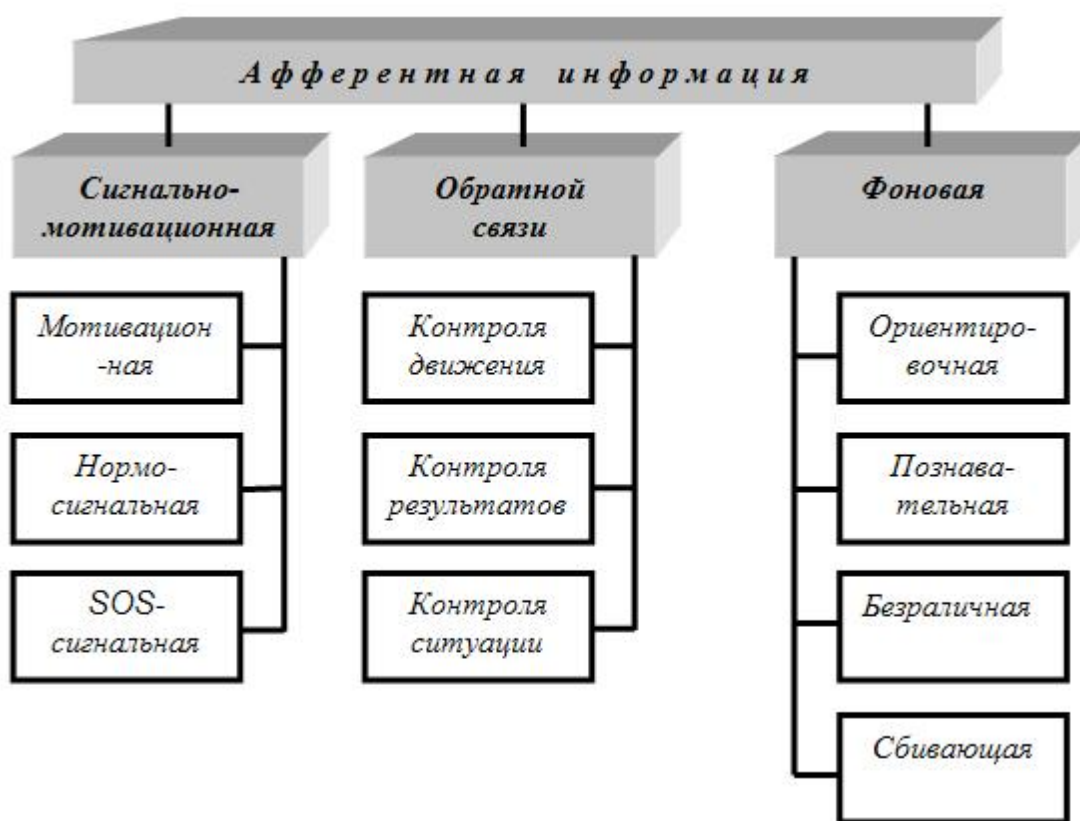 Афферентная информация
Сигнально-
мотивационная
Обратной
связи
Фоновая
Мотивацион
-ная
Нормо-
сигнальная
SOS-
сигнальная
Контроля
движения
Контроля
результатов
Контроля
ситуации
Ориентиро-
вочная
Познава-
тельная
Безраличная
Сбивающая